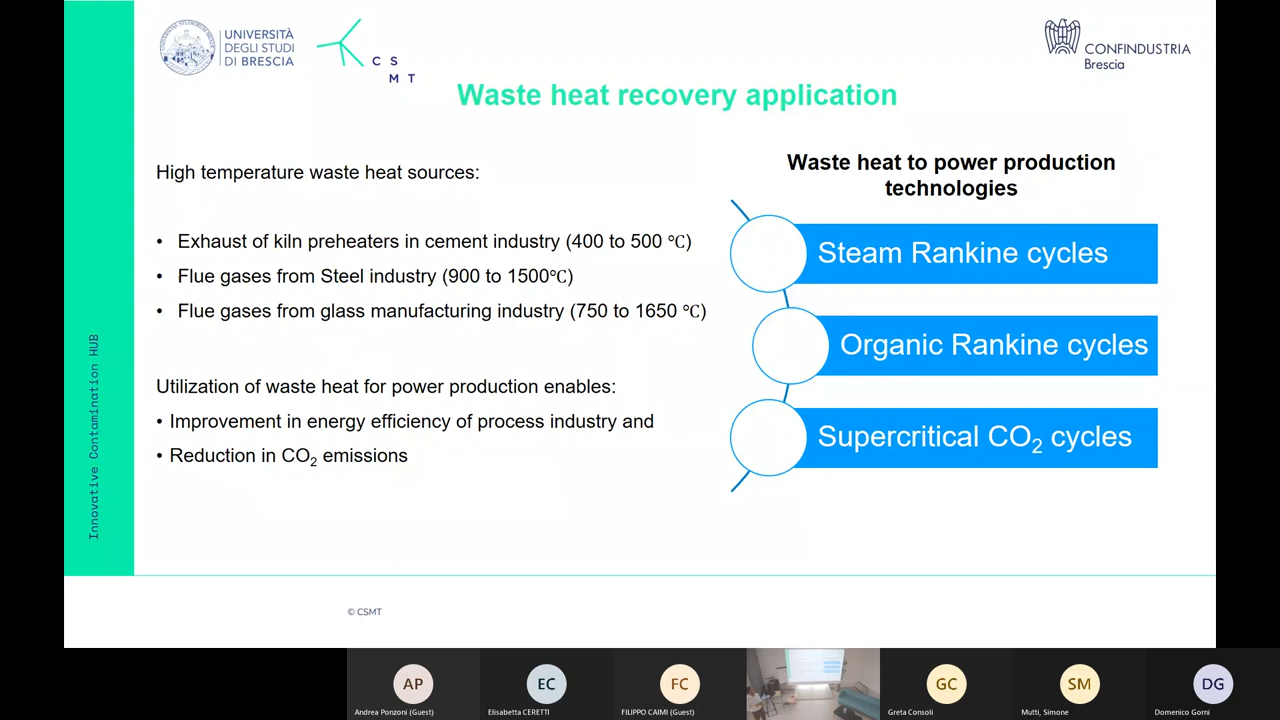 UNIVERSITÀ
DEGLI STUDI
DI BRESCIA
C S
M T
CONFINDUSTRIA
Brescia
Waste heat recovery application
High temperature waste heat sources:
• Exhaust of kiln preheaters in cement industry (400 to 500 ℃)
• Flue gases from Steel industry (900 to 1500℃)
• Flue gases from glass manufacturing industry (750 to 1650 ℃)
Utilization of waste heat for power production enables:
• Improvement in energy efficiency of process industry and
• Reduction in CO₂ emissions
Waste heat to power production
technologies
Steam Rankine cycles
Organic Rankine cycles
Supercritical CO₂ cycles
Innovative Contamination HUB
© CSMT
AP
Andrea Ponzoni (Guest)
EC
Elisabetta CERETTI
FC
FILIPPO CAIMI (Guest)
GC
Greta Consoli
SM
Mutti, Simone
DG
Domenico Gorni